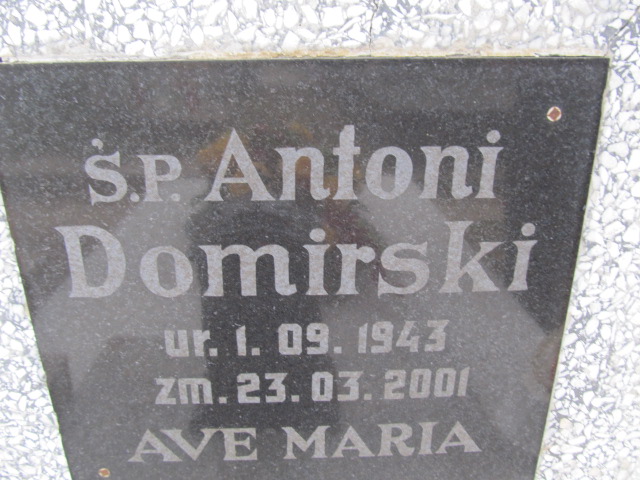 Ś.P. Antoni
Domirski
ur. 1. 09. 1943
zm. 23. 03. 2001
AVE MARIA